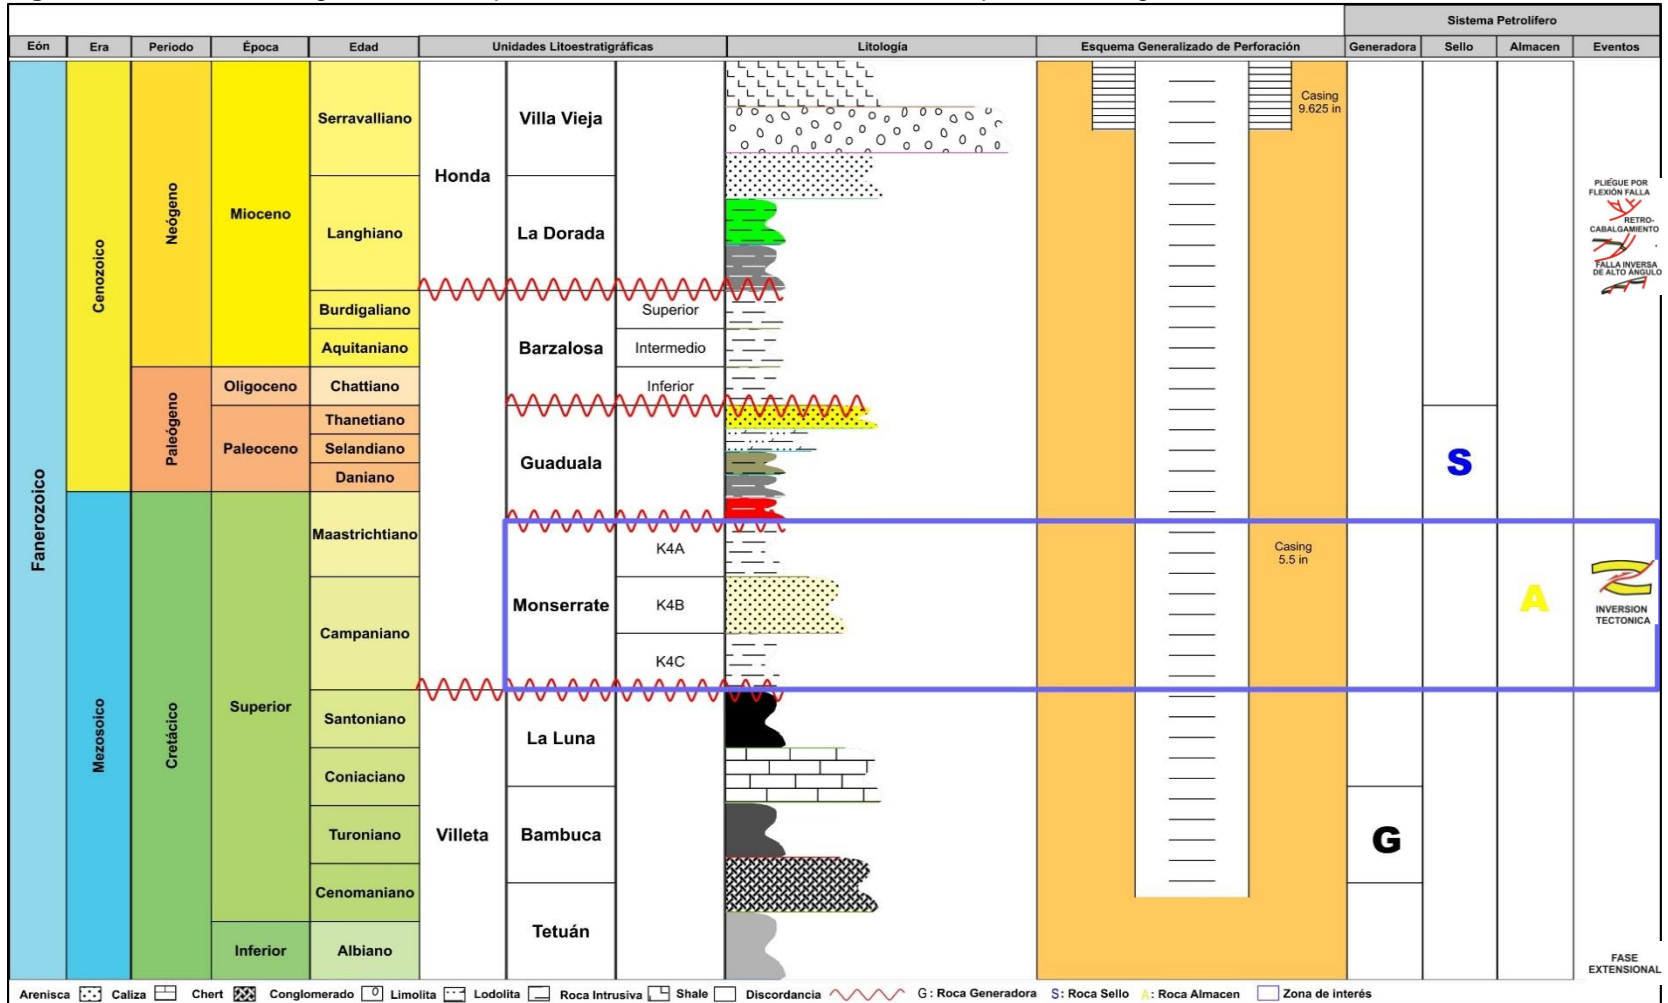 Sistema Petrolífero
Eón Era Periodo Época Edad Unidades Litoestratigráficas Litología Esquema Generalizado de Perforación Generadora Sello Almacen Eventos
Fanerozoico
Cenozoico
Mezosoico
Neógeno
Paleógeno
Cretácico
Mioceno
Oligoceno
Paleoceno
Superior
Inferior
Serravalliano
Langhiano
Burdigaliano
Aquitaniano
Chattiano
Thanetiano
Selandiano
Daniano
Maastrichtiano
Campaniano
Santoniano
Coniaciano
Turoniano
Cenomaniano
Albiano
Honda
Villeta
Villa Vieja
La Dorada
Barzalosa
Guaduala
Monserrate
La Luna
Bambuca
Tetuán
Superior
Intermedio
Inferior
K4A
K4B
K4C
Casing
9.625 in
Casing
5.5 in
G
S
A
PLIEGUE POR
FLEXIÓN FALLA
RETRO-
CABALGAMIENTO
FALLA INVERSA
DE ALTO ÁNGULO
INVERSION
TECTONICA
FASE
EXTENSIONAL
Arenisca Caliza Chert Conglomerado Limolita Lodolita Roca Intrusiva Shale Discordancia G: Roca Generadora S: Roca Sello A: Roca Almacen Zona de interés